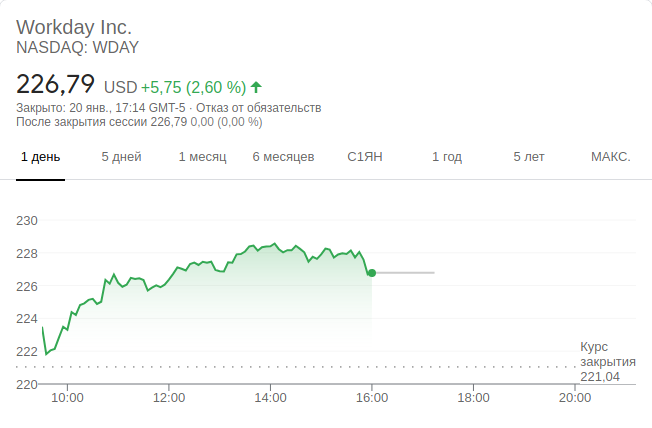 Workday Inc.
NASDAQ: WDAY
226,79 USD +5,75 (2,60 %)
Закрыто: 20 янв., 17:14 GMT-5 · Отказ от обязательств
После закрытия сессии 226,79 0,00 (0,00 %)
1 день 5 дней 1 месяц 6 месяцев С1ЯН 1 год 5 лет МАКС.
230
228
226
224
222
220
Курс
закрытия
221,04
10:00 12:00 14:00 16:00 18:00 20:00